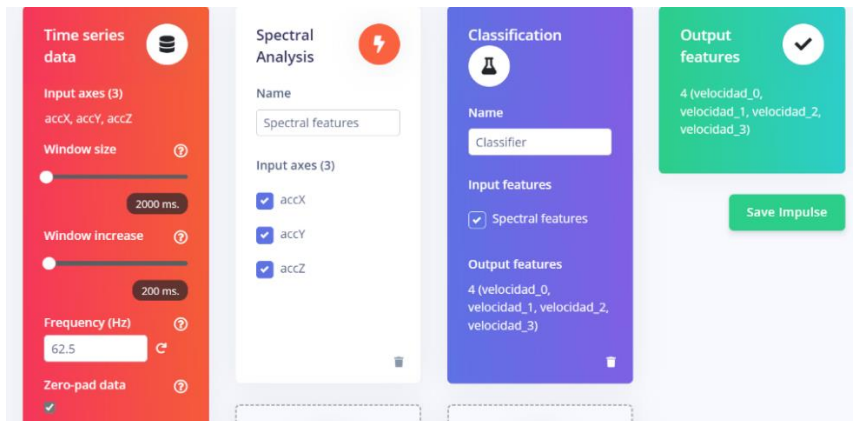 Time series
data
Input axes (3)
accX, accY, accZ
Window size
2000 ms.
Window increase
200 ms.
Frequency (Hz)
62.5
Zero-pad data
Spectral
Analysis
Name
Spectral features
Input axes (3)
accX
accY
accZ
Classification
Name
Classifier
Input features
Spectral features
Output features
4 (velocidad_0,
velocidad_1, velocidad_2,
velocidad_3)
Output
features
4 (velocidad_0,
velocidad_1, velocidad_2,
velocidad_3)
Save Impulse